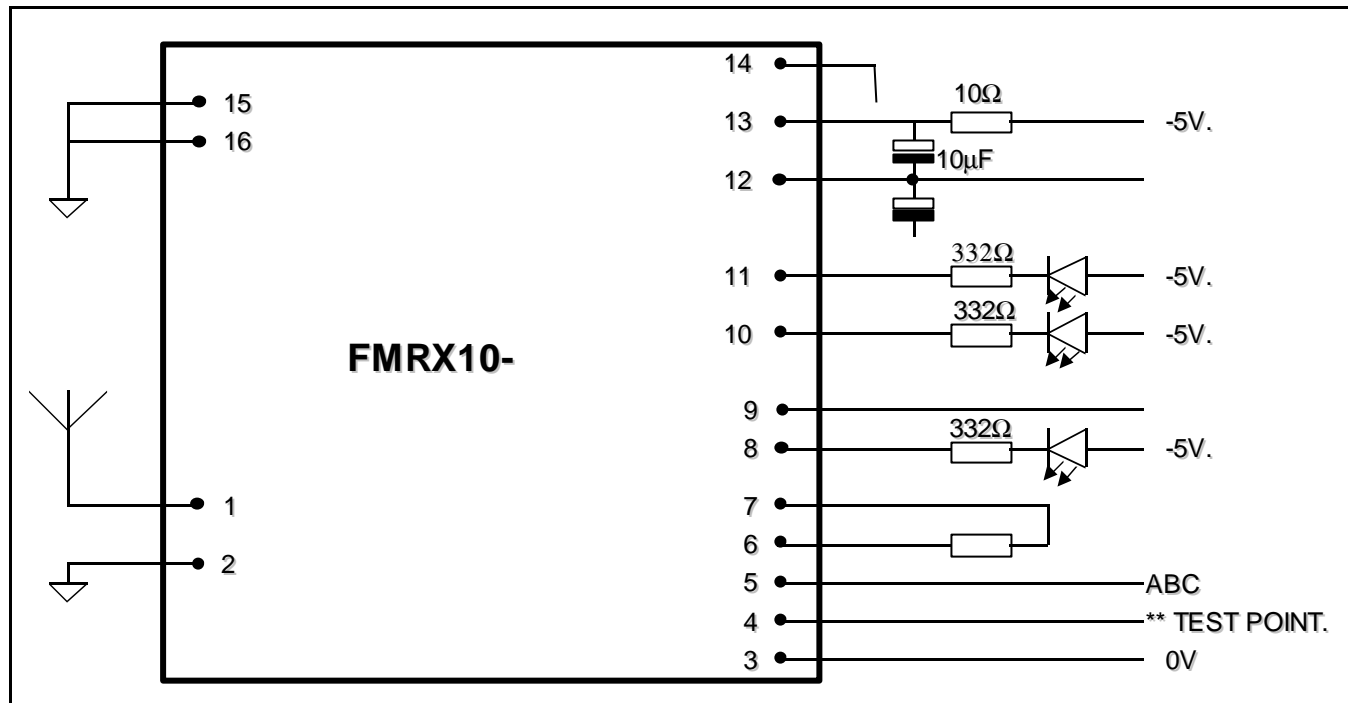 14
10Ω
15
13
-5V.
16
10µF
12
332Ω
11
-5V.
332Ω
10
-5V.
FMRX10-
9
332Ω
8
-5V.
1
7
6
2
5
ABC
4
** TEST POINT.
3
0V